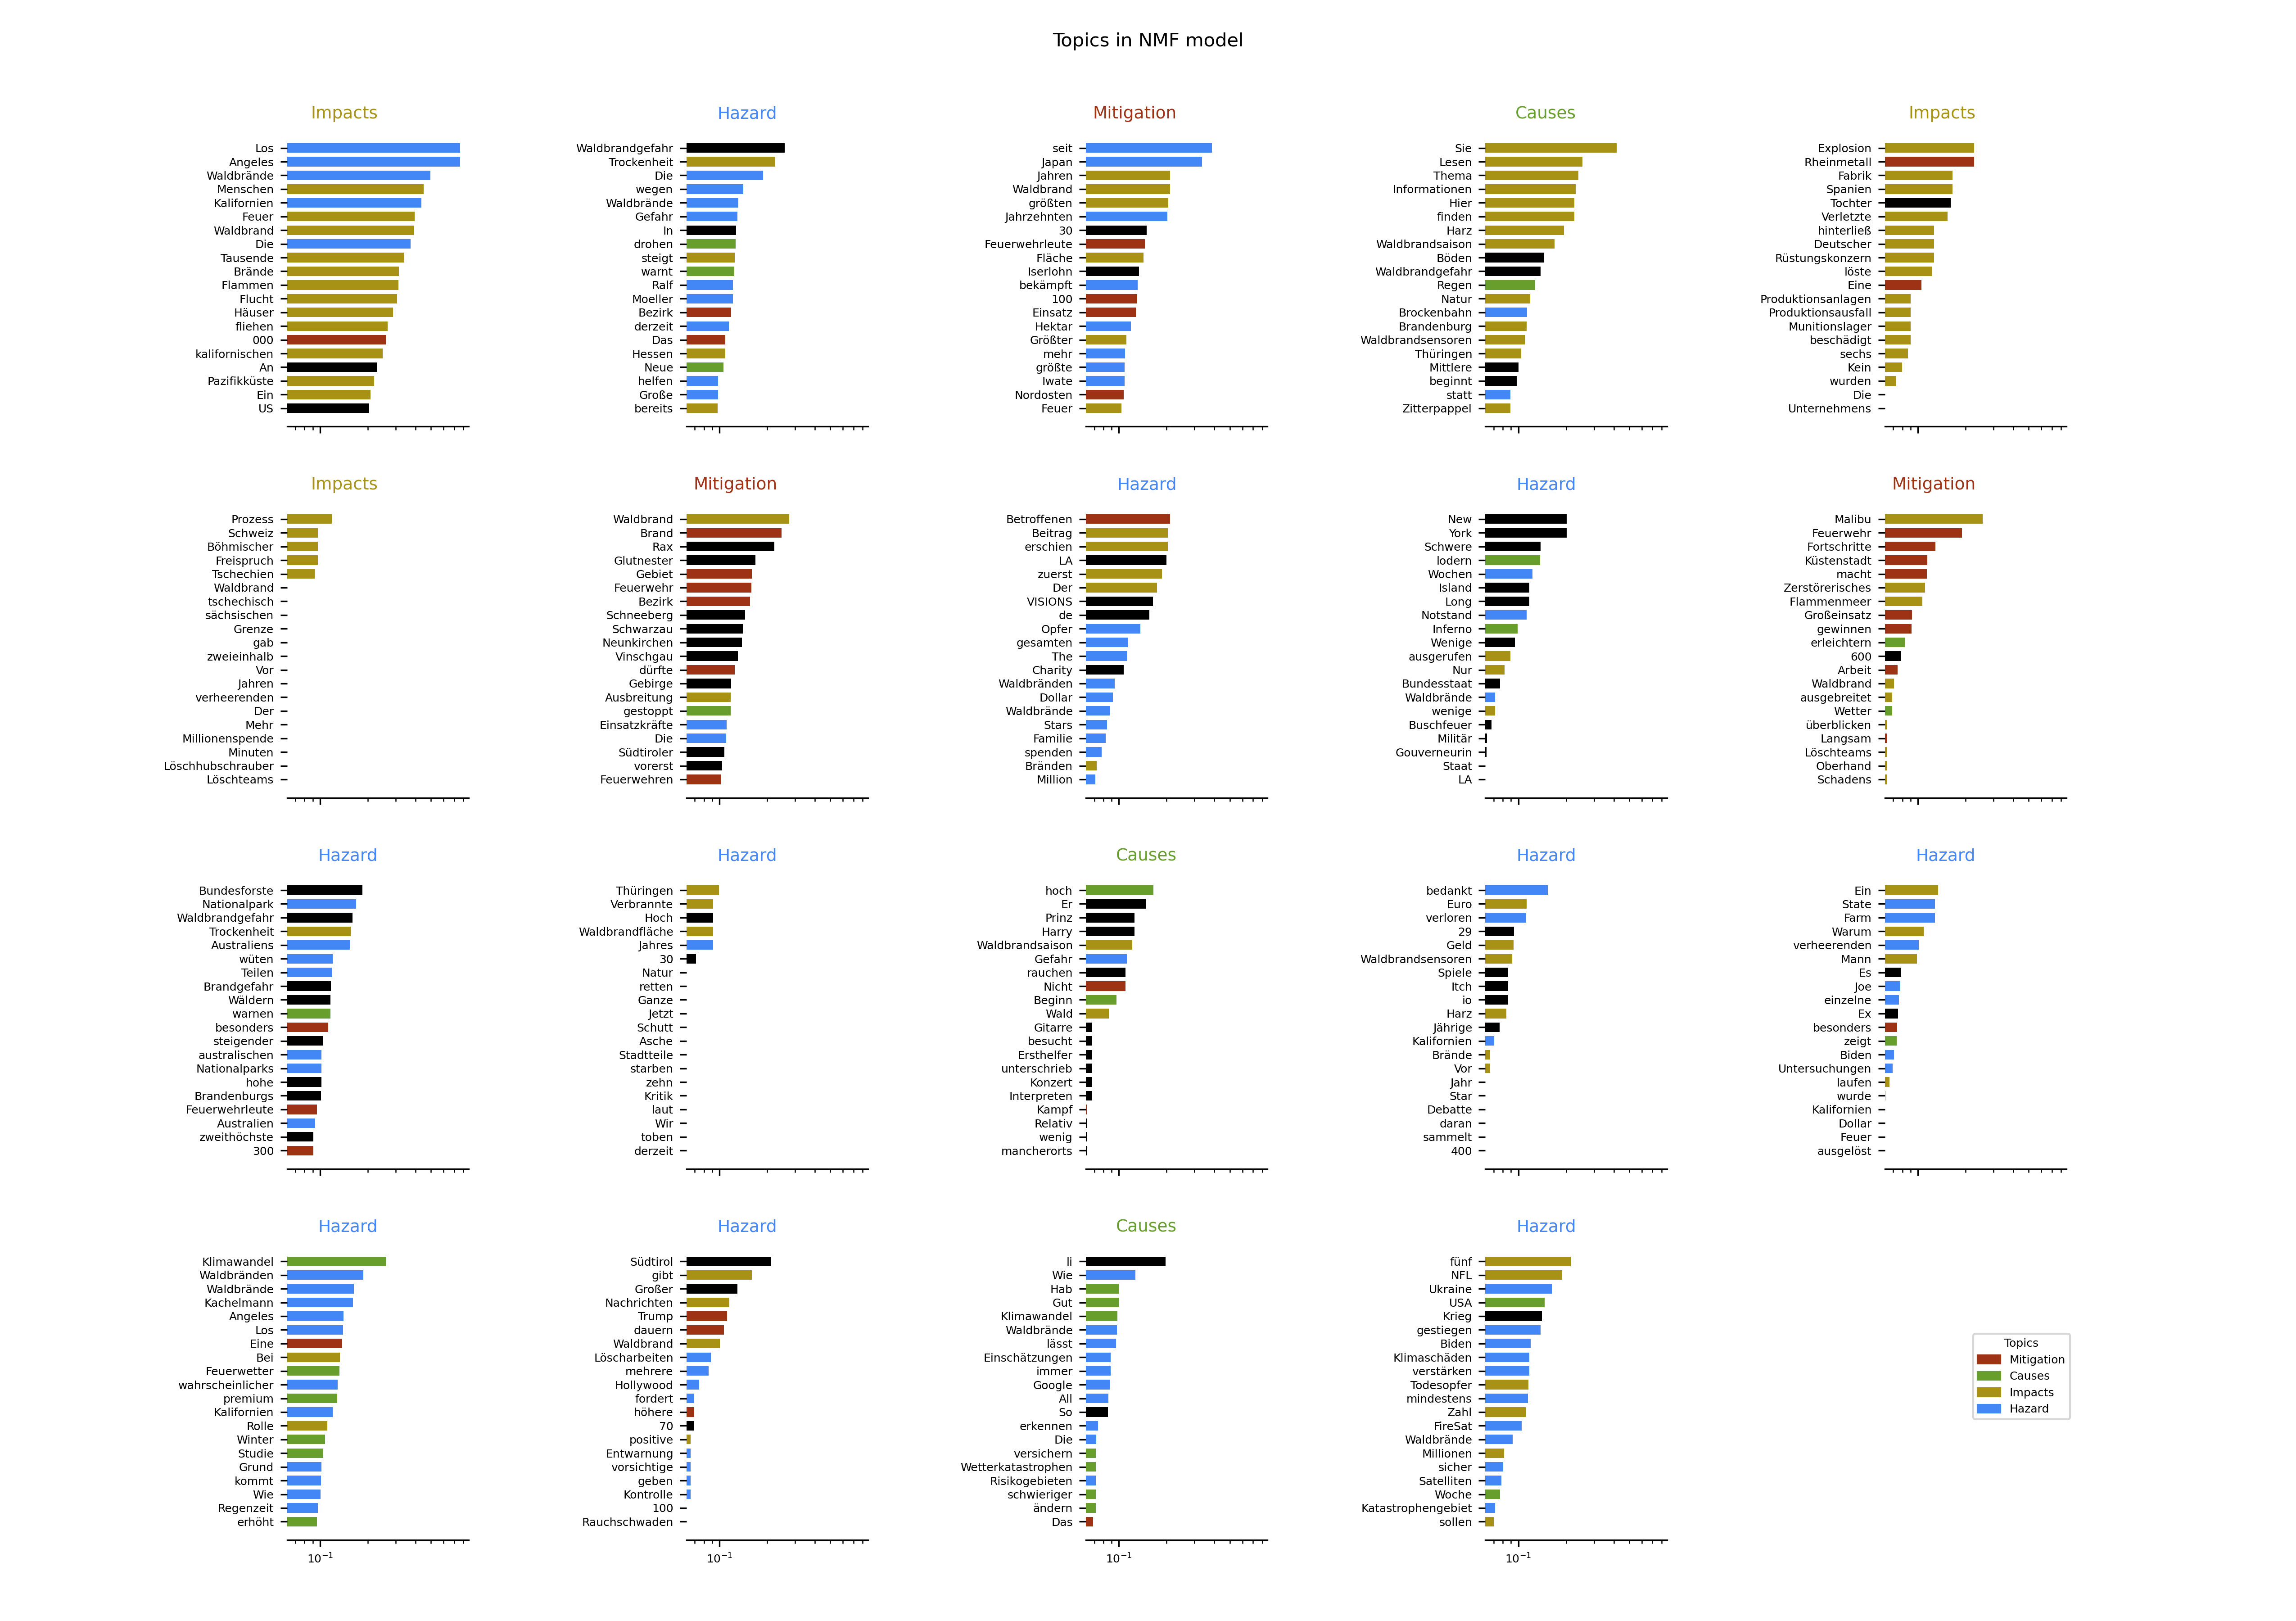 Topics in NMF model
Impacts
Los
Angeles
Waldbrände
Menschen
Kalifornien
Feuer
Waldbrand
Die
Tausende
Brände
Flammen
Flucht
Häuser
fliehen
000
kalifornischen
An
Pazifikküste
Ein
US
Hazard
Waldbrandgefahr
Trockenheit
Die
wegen
Waldbrände
Gefahr
In
drohen
steigt
warnt
Ralf
Moeller
Bezirk
derzeit
Das
Hessen
Neue
helfen
Große
bereits
Mitigation
seit
Japan
Jahren
Waldbrand
größten
Jahrzehnten
30
Feuerwehrleute
Fläche
Iserlohn
bekämpft
100
Einsatz
Hektar
Größter
mehr
größte
Iwate
Nordosten
Feuer
Causes
Sie
Lesen
Thema
Informationen
Hier
finden
Harz
Waldbrandsaison
Böden
Waldbrandgefahr
Regen
Natur
Brockenbahn
Brandenburg
Waldbrandsensoren
Thüringen
Mittlere
beginnt
statt
Zitterpappel
Impacts
Explosion
Rheinmetall
Fabrik
Spanien
Tochter
Verletzte
hinterließ
Deutscher
Rüstungskonzern
löste
Eine
Produktionsanlagen
Produktionsausfall
Munitionslager
beschädigt
sechs
Kein
wurden
Die
Unternehmens
Impacts
Prozess
Schweiz
Böhmischer
Freispruch
Tschechien
Waldbrand
tschechisch
sächsischen
Grenze
gab
zweieinhalb
Vor
Jahren
verheerenden
Der
Mehr
Millionenspende
Minuten
Löschhubschrauber
Löschteams
Mitigation
Waldbrand
Brand
Rax
Glutnester
Gebiet
Feuerwehr
Bezirk
Schneeberg
Schwarzau
Neunkirchen
Vinschgau
dürfte
Gebirge
Ausbreitung
gestoppt
Einsatzkräfte
Die
Südtiroler
vorerst
Feuerwehren
Hazard
Betroffenen
Beitrag
erschien
LA
zuerst
Der
VISIONS
de
Opfer
gesamten
The
Charity
Waldbränden
Dollar
Waldbrände
Stars
Familie
spenden
Bränden
Million
Hazard
New
York
Schwere
lodern
Wochen
Island
Long
Notstand
Inferno
Wenige
ausgerufen
Nur
Bundesstaat
Waldbrände
wenige
Buschfeuer
Militär
Gouverneurin
Staat
LA
Mitigation
Malibu
Feuerwehr
Fortschritte
Küstenstadt
macht
Zerstörerisches
Flammenmeer
Großeinsatz
gewinnen
erleichtern
600
Arbeit
Waldbrand
ausgebreitet
Wetter
überblicken
Langsam
Löschteams
Oberhand
Schadens
Hazard
Bundesforste
Nationalpark
Waldbrandgefahr
Trockenheit
Australiens
wüten
Teilen
Brandgefahr
Wäldern
warnen
besonders
steigender
australischen
Nationalparks
hohe
Brandenburgs
Feuerwehrleute
Australien
zweithöchste
300
Hazard
Thüringen
Verbrannte
Hoch
Waldbrandfläche
Jahres
30
Natur
retten
Ganze
Jetzt
Schutt
Asche
Stadtteile
starben
zehn
Kritik
laut
Wir
toben
derzeit
Causes
hoch
Er
Prinz
Harry
Waldbrandsaison
Gefahr
rauchen
Nicht
Beginn
Wald
Gitarre
besucht
Ersthelfer
unterschrieb
Konzert
Interpreten
Kampf
Relativ
wenig
mancherorts
Hazard
bedankt
Euro
verloren
29
Geld
Waldbrandsensoren
Spiele
Itch
io
Harz
Jährige
Kalifornien
Brände
Vor
Jahr
Star
Debatte
daran
sammelt
400
Hazard
Ein
State
Farm
Warum
verheerenden
Mann
Es
Joe
einzelne
Ex
besonders
zeigt
Biden
Untersuchungen
laufen
wurde
Kalifornien
Dollar
Feuer
ausgelöst
Hazard
Klimawandel
Waldbränden
Waldbrände
Kachelmann
Angeles
Los
Eine
Bei
Feuerwetter
wahrscheinlicher
premium
Kalifornien
Rolle
Winter
Studie
Grund
kommt
Wie
Regenzeit
erhöht
10⁻¹
Hazard
Südtirol
gibt
Großer
Nachrichten
Trump
dauern
Waldbrand
Löscharbeiten
mehrere
Hollywood
fordert
höhere
70
positive
Entwarnung
vorsichtige
geben
Kontrolle
100
Rauchschwaden
10⁻¹
Causes
li
Wie
Hab
Gut
Klimawandel
Waldbrände
lässt
Einschätzungen
immer
Google
All
So
erkennen
Die
versichern
Wetterkatastrophen
Risikogebieten
schwieriger
ändern
Das
10⁻¹
Hazard
fünf
NFL
Ukraine
USA
Krieg
gestiegen
Biden
Klimaschäden
verstärken
Todesopfer
mindestens
Zahl
FireSat
Waldbrände
Millionen
sicher
Satelliten
Woche
Katastrophengebiet
sollen
10⁻¹
Topics
Mitigation
Causes
Impacts
Hazard